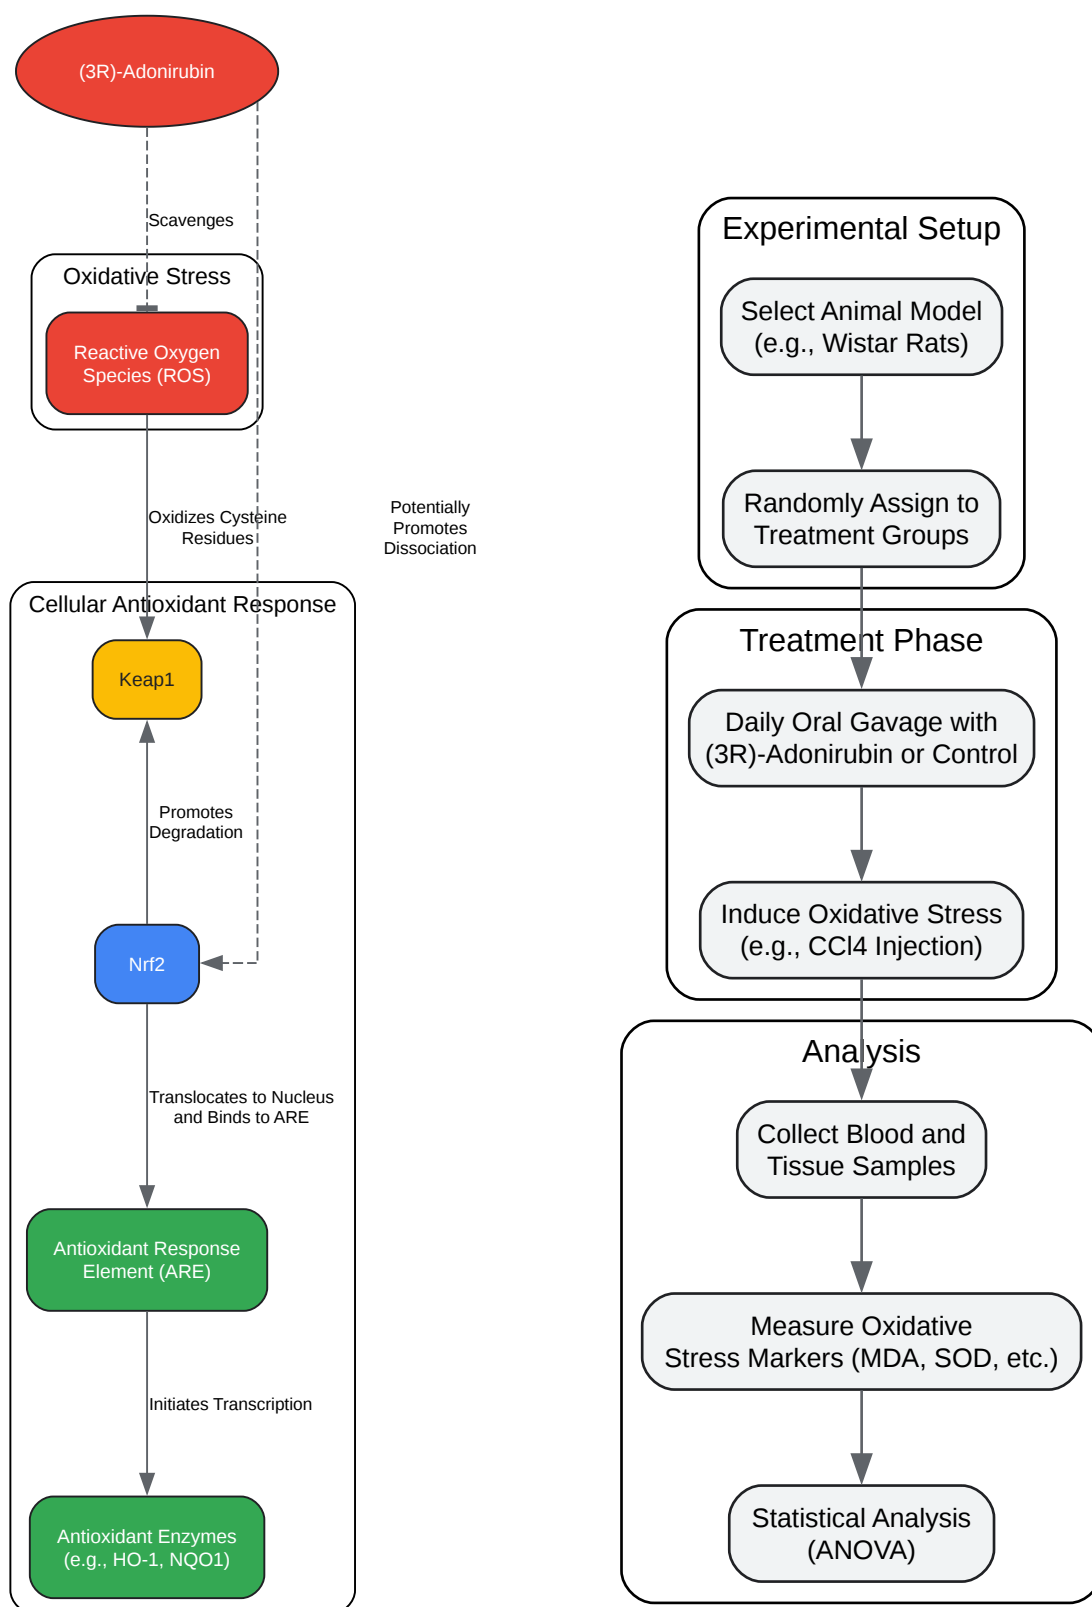 (3R)-Adonirubin
Scavenges
Oxidative Stress
Reactive Oxygen
Species (ROS)
Oxidizes Cysteine
Residues
Potentially
Promotes
Dissociation
Cellular Antioxidant Response
Keap1
Promotes
Degradation
Nrf2
Translocates to Nucleus
and Binds to ARE
Antioxidant Response
Element (ARE)
Initiates Transcription
Antioxidant Enzymes
(e.g., HO-1, NQO1)
Experimental Setup
Select Animal Model
(e.g., Wistar Rats)
Randomly Assign to
Treatment Groups
Treatment Phase
Daily Oral Gavage with
(3R)-Adonirubin or Control
Induce Oxidative Stress
(e.g., CCl4 Injection)
Analysis
Collect Blood and
Tissue Samples
Measure Oxidative
Stress Markers (MDA, SOD, etc.)
Statistical Analysis
(ANOVA)